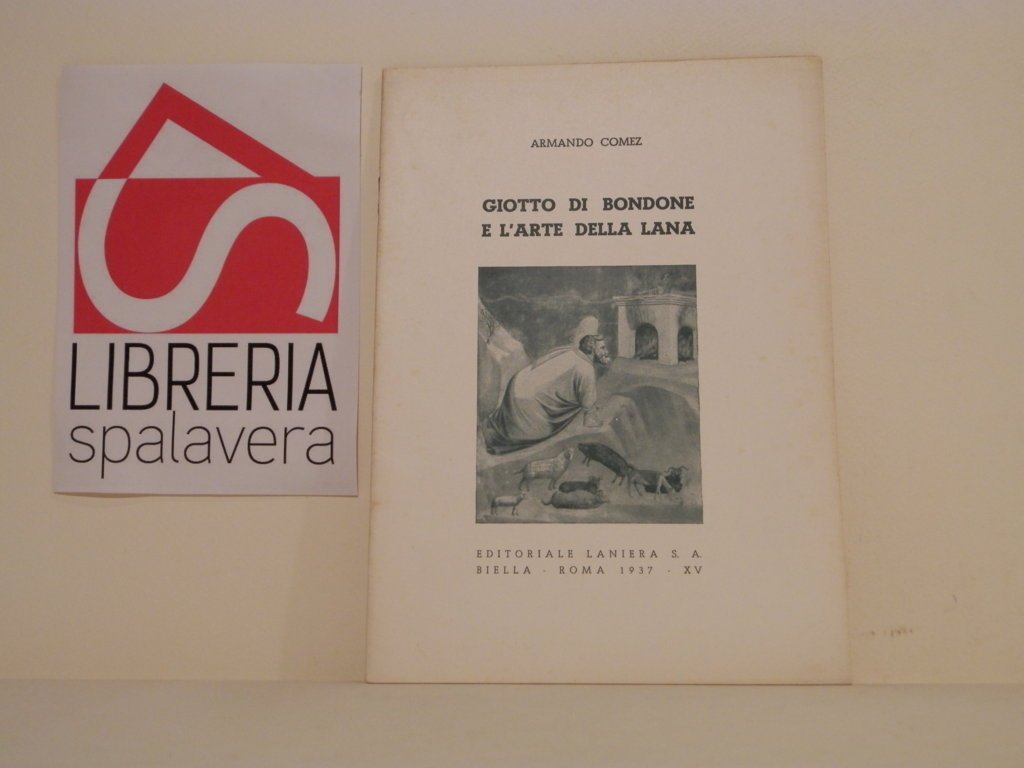 LIBRERIA
spalavera
ARMANDO COMEZ
GIOTTO DI BONDONE
E L'ARTE DELLA LANA
EDITORIALE LANIERA S. A.
BIELLA - ROMA 1937 - XV